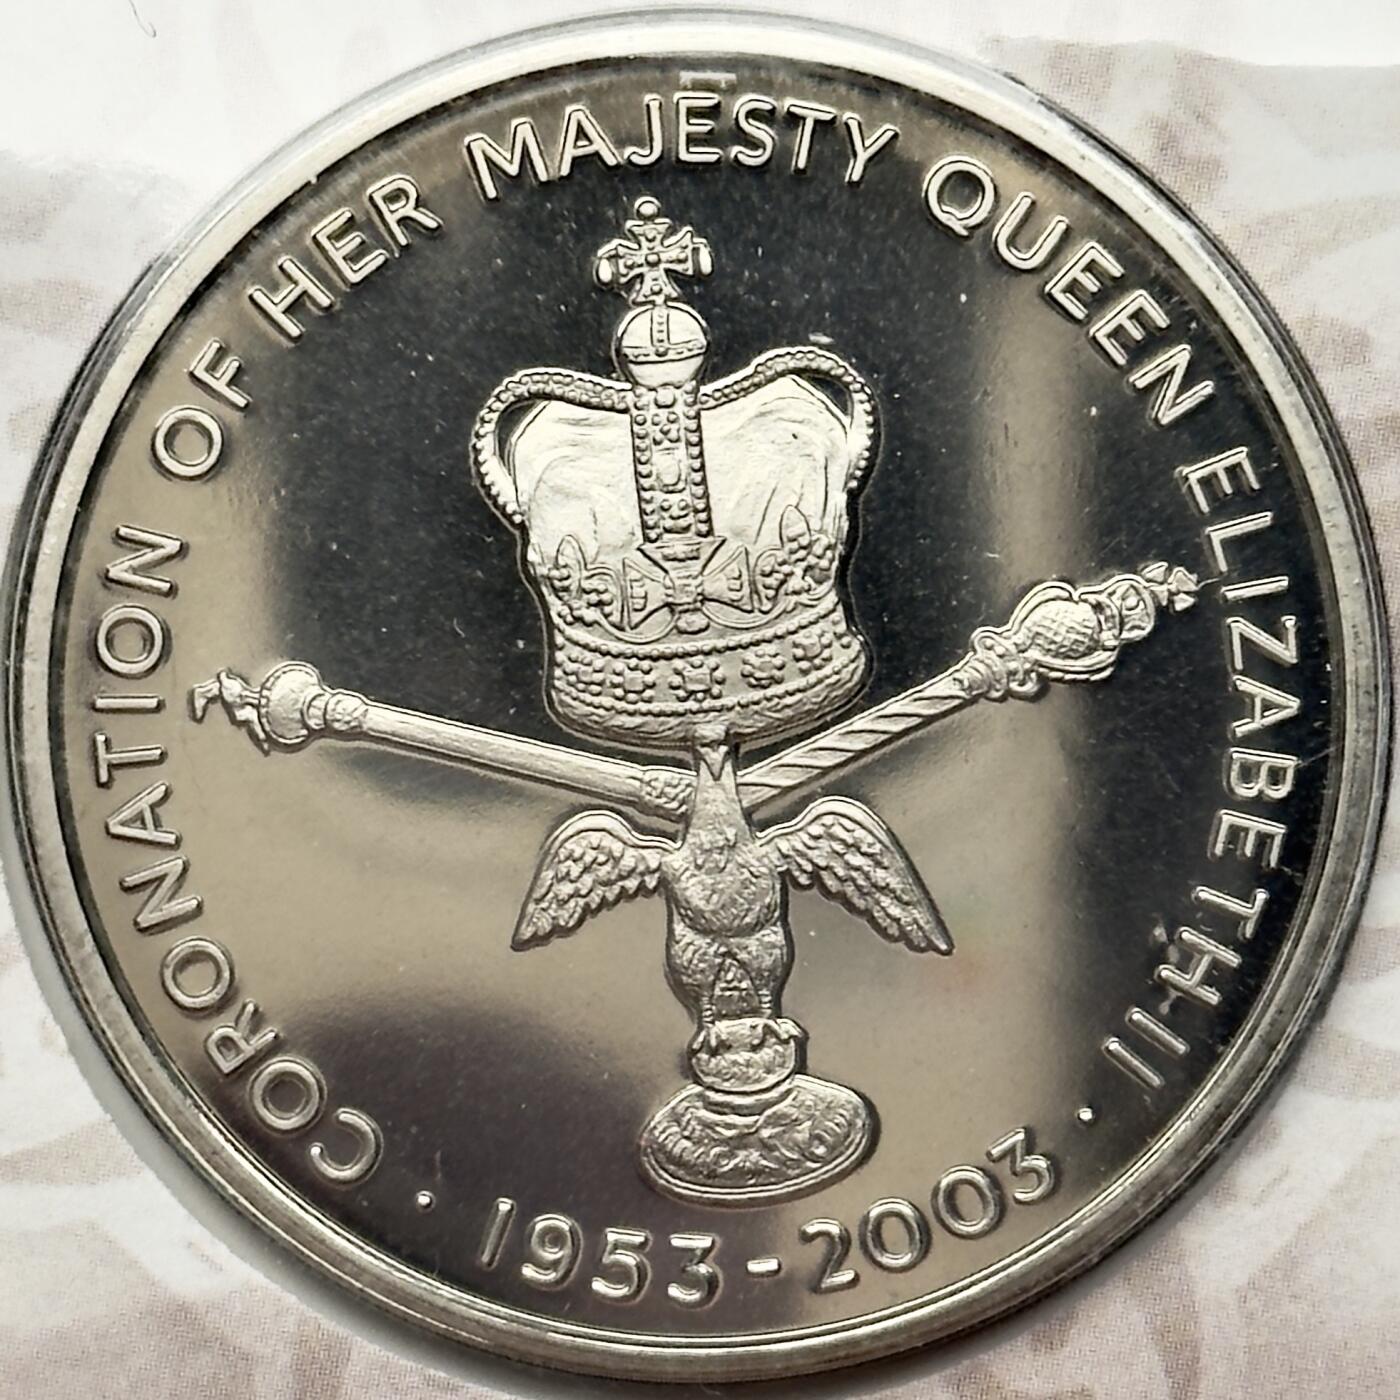 CORONATION OF HER MAJESTY QUEEN ELIZABETH II
· 1953-2003 ·